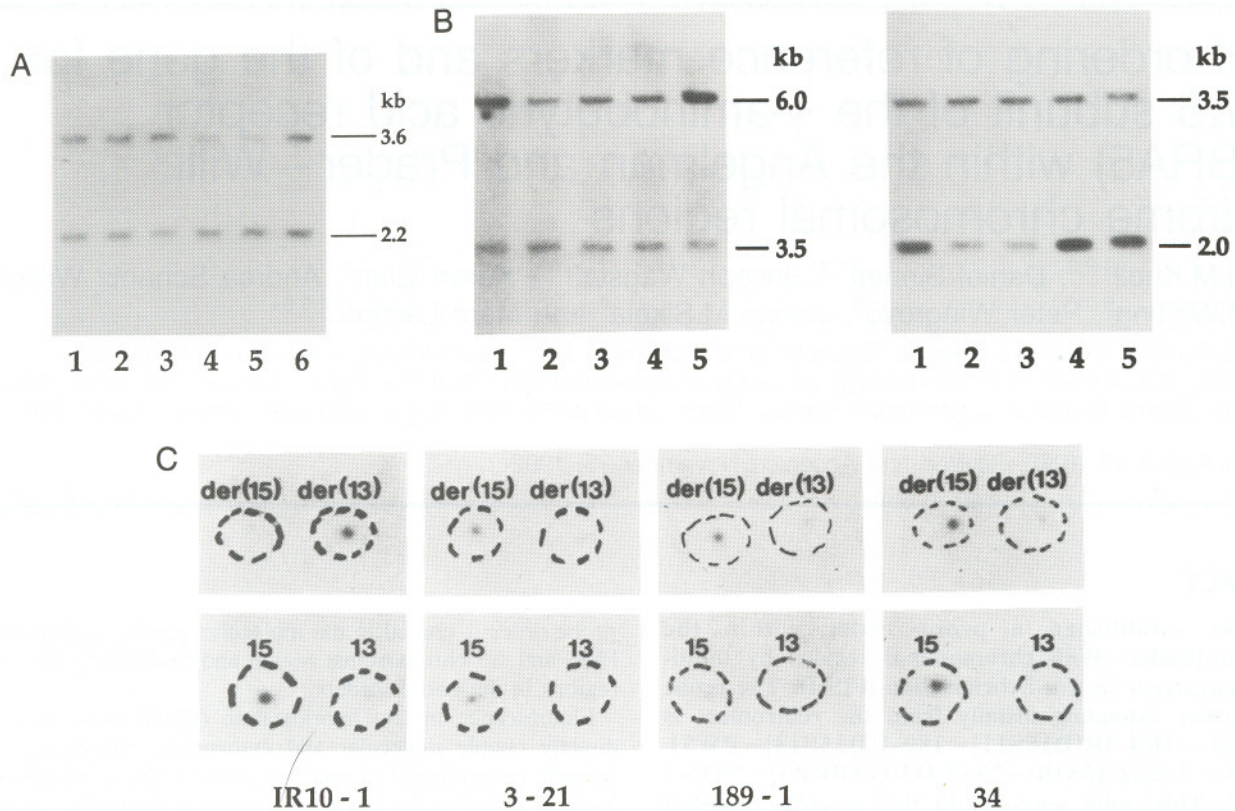 A
kb
3.6
2.2
1 2 3 4 5 6
B
kb
6.0
3.5
1 2 3 4 5
kb
3.5
2.0
1 2 3 4 5
C
der(15) der(13)
der(15) der(13)
der(15) der(13)
der(15) der(13)
15 13
15 13
15 13
15 13
IR10 - 1
3 - 21
189 - 1
34